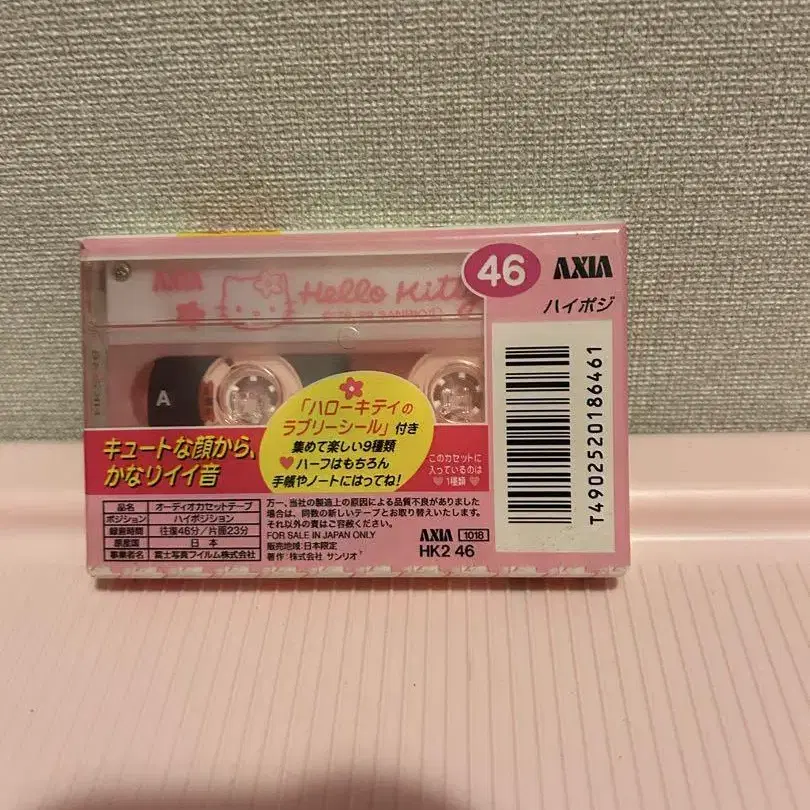 46 AXIA
ハイポジ
AXIA
Hello Kitty
A
「ハローキティの
ラブリーシール」付き
集めて楽しい9種類
♥ハーフはもちろん
手帳やノートにはってね!
キュートな顔から、
かなりイイ音
このカセットに
入っているのは
♥1種類♥
品名 オーディオカセットテープ
ポジション ハイポジション
録音時間 往復46分/片面23分
原産国 日本
事業者名 富士写真フイルム株式会社
万一、当社の製造上の原因による品質不良がありました
場合は、同数の新しいテープとお取り替えいたします。
それ以外の責はご容赦ください。
FOR SALE IN JAPAN ONLY
販売地域:日本限定
著作:株式会社 サンリオ
AXIA 1018
HK2 46
T4902520186461